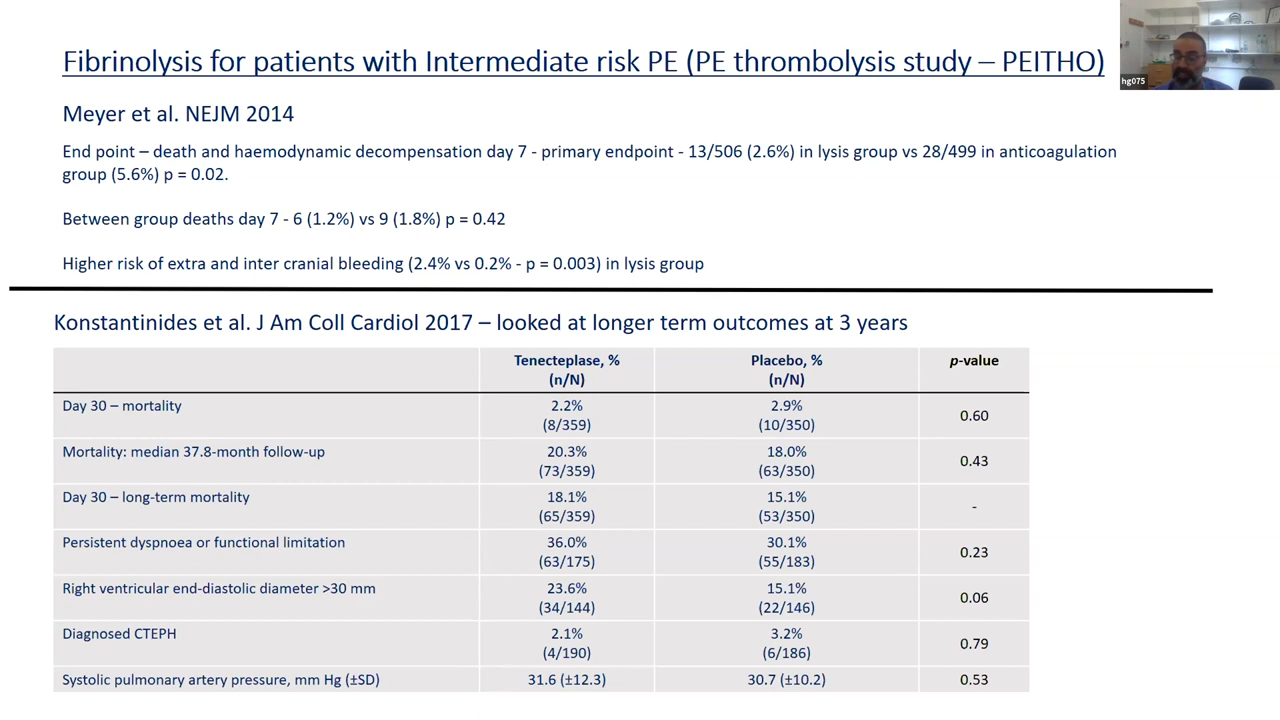 Fibrinolysis for patients with Intermediate risk PE (PE thrombolysis study – PEITHO)
hg075
Meyer et al. NEJM 2014
End point – death and haemodynamic decompensation day 7 - primary endpoint - 13/506 (2.6%) in lysis group vs 28/499 in anticoagulation
group (5.6%) p = 0.02.
Between group deaths day 7 - 6 (1.2%) vs 9 (1.8%) p = 0.42
Higher risk of extra and inter cranial bleeding (2.4% vs 0.2% - p = 0.003) in lysis group
Konstantinides et al. J Am Coll Cardiol 2017 – looked at longer term outcomes at 3 years
Tenecteplase, % Placebo, % p-value
(n/N) (n/N)
Day 30 – mortality 2.2% 2.9% 0.60
(8/359) (10/350)
Mortality: median 37.8-month follow-up 20.3% 18.0% 0.43
(73/359) (63/350)
Day 30 – long-term mortality 18.1% 15.1% -
(65/359) (53/350)
Persistent dyspnoea or functional limitation 36.0% 30.1% 0.23
(63/175) (55/183)
Right ventricular end-diastolic diameter >30 mm 23.6% 15.1% 0.06
(34/144) (22/146)
Diagnosed CTEPH 2.1% 3.2% 0.79
(4/190) (6/186)
Systolic pulmonary artery pressure, mm Hg (±SD) 31.6 (±12.3) 30.7 (±10.2) 0.53